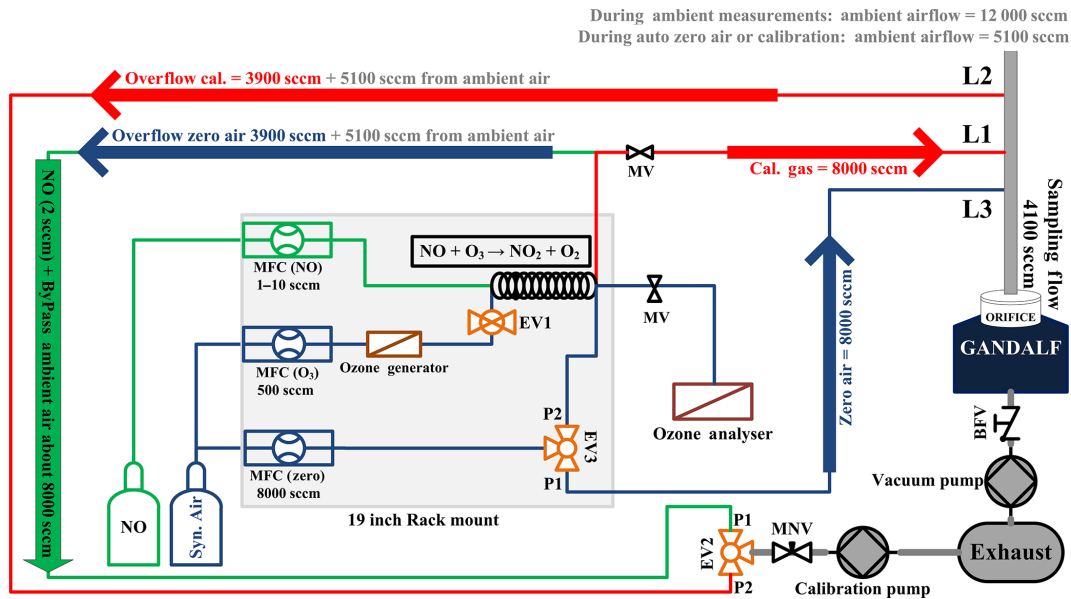 During ambient measurements: ambient airflow = 12 000 sccm
During auto zero air or calibration: ambient airflow = 5100 sccm
Overflow cal. = 3900 sccm + 5100 sccm from ambient air
L2
Overflow zero air 3900 sccm + 5100 sccm from ambient air
L1
MV
Cal. gas = 8000 sccm
L3
Sampling flow
4100 sccm
NO (2 sccm) + ByPass ambient air about 8000 sccm
MFC (NO)
1–10 sccm
NO + O₃ → NO₂ + O₂
MV
EV1
ORIFICE
GANDALF
MFC (O₃)
500 sccm
Ozone generator
Zero air = 8000 sccm
Ozone analyser
BFV
P2
EV3
P1
MFC (zero)
8000 sccm
Vacuum pump
NO
Syn. Air
19 inch Rack mount
P1
EV2
P2
MNV
Calibration pump
Exhaust